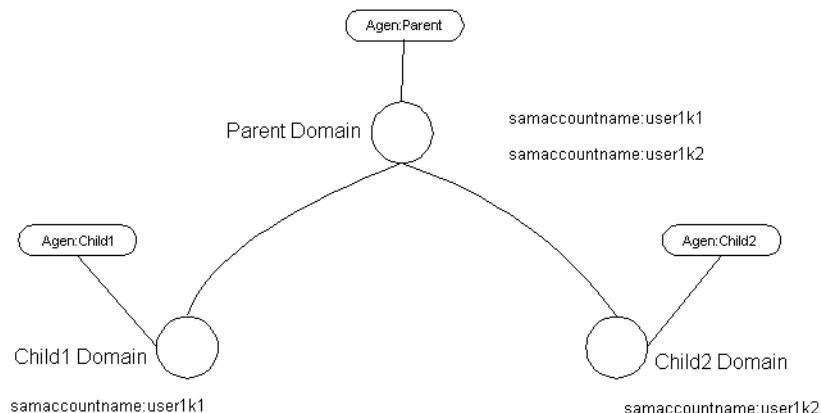 Agen:Parent
Parent Domain
samaccountname:user1k1
samaccountname:user1k2
Agen:Child1
Agen:Child2
Child1 Domain
Child2 Domain
samaccountname:user1k1
samaccountname:user1k2